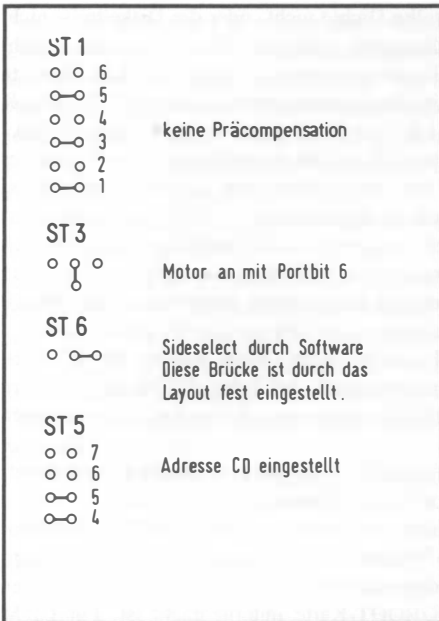 ST 1
6
5
4
3
2
1
keine Präcompensation
ST 3
Motor an mit Portbit 6
ST 6
Sideselect durch Software
Diese Brücke ist durch das
Layout fest eingestellt.
ST 5
7
6
5
4
Adresse C0 eingestellt